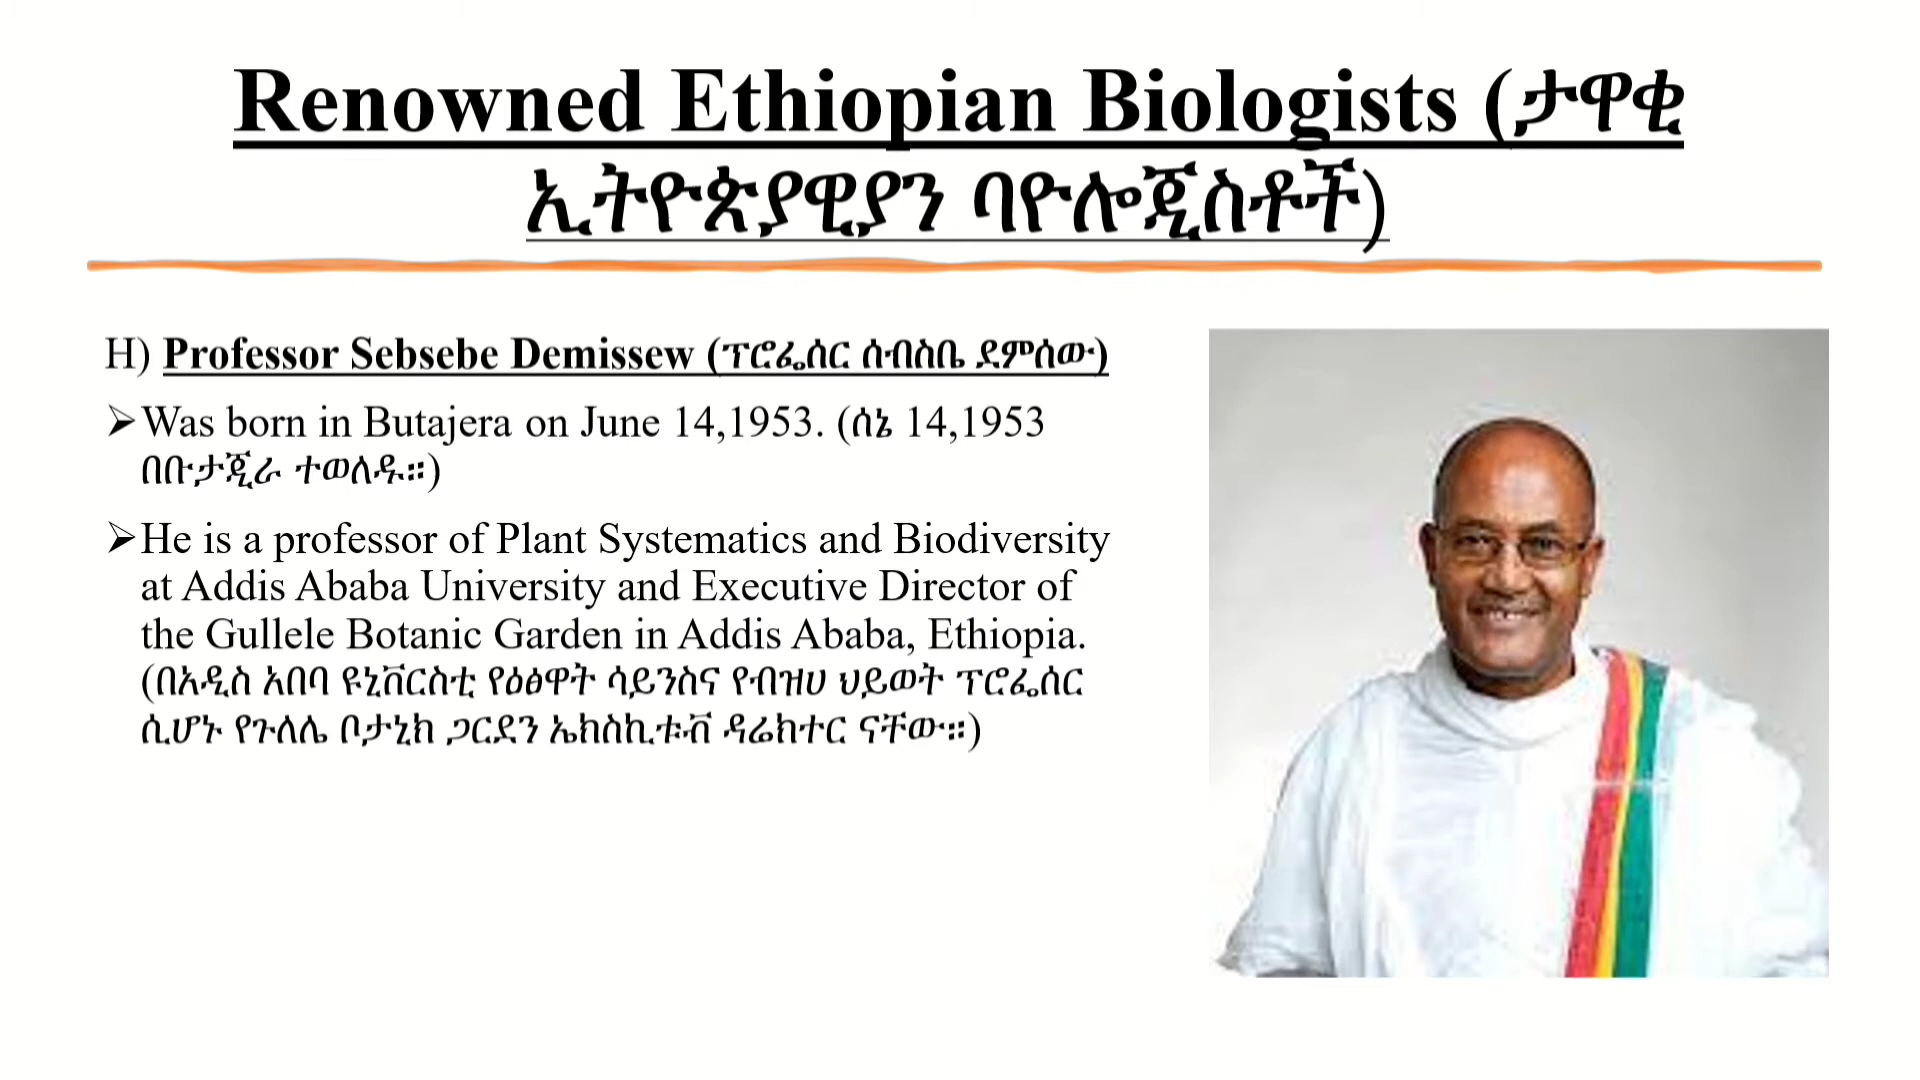 Renowned Ethiopian Biologists (ታዋቂ
ኢትዮጵያዊያን ባዮሎጂስቶች)
H) Professor Sebsebe Demissew (ፕሮፌሰር ሰብስቤ ደምሰው)
➢Was born in Butajera on June 14,1953. (ሰኔ 14,1953
በቡታጂራ ተወለዱ።)
➢He is a professor of Plant Systematics and Biodiversity
at Addis Ababa University and Executive Director of
the Gullele Botanic Garden in Addis Ababa, Ethiopia.
(በአዲስ አበባ ዩኒቨርስቲ የዕፅዋት ሳይንስና የብዝሀ ህይወት ፕሮፌሰር
ሲሆኑ የጉለሌ ቦታኒክ ጋርደን ኤክስኪቱቭ ዳሬክተር ናቸው።)